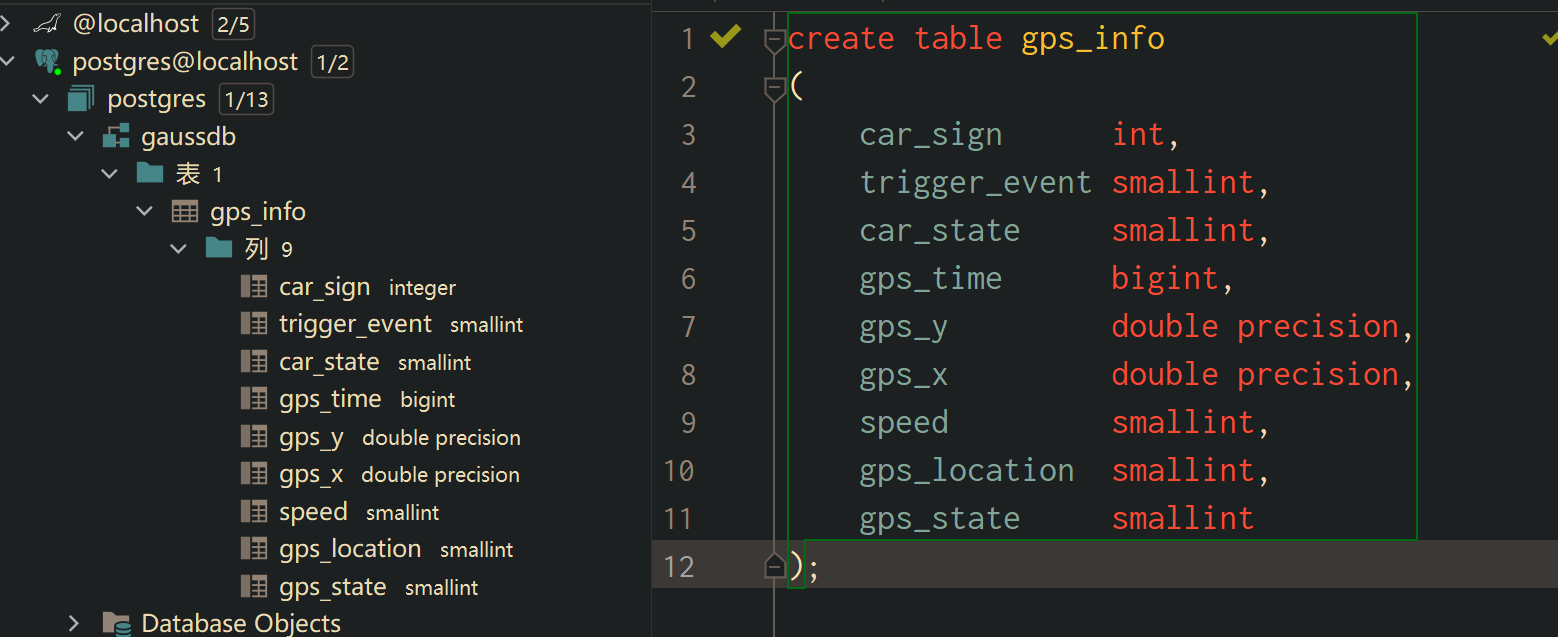 @localhost 2/5
postgres@localhost 1/2
postgres 1/13
gaussdb
表 1
gps_info
列 9
car_sign integer
trigger_event smallint
car_state smallint
gps_time bigint
gps_y double precision
gps_x double precision
speed smallint
gps_location smallint
gps_state smallint
Database Objects
1 create table gps_info
2 (
3 car_sign int,
4 trigger_event smallint,
5 car_state smallint,
6 gps_time bigint,
7 gps_y double precision,
8 gps_x double precision,
9 speed smallint,
10 gps_location smallint,
11 gps_state smallint
12 );